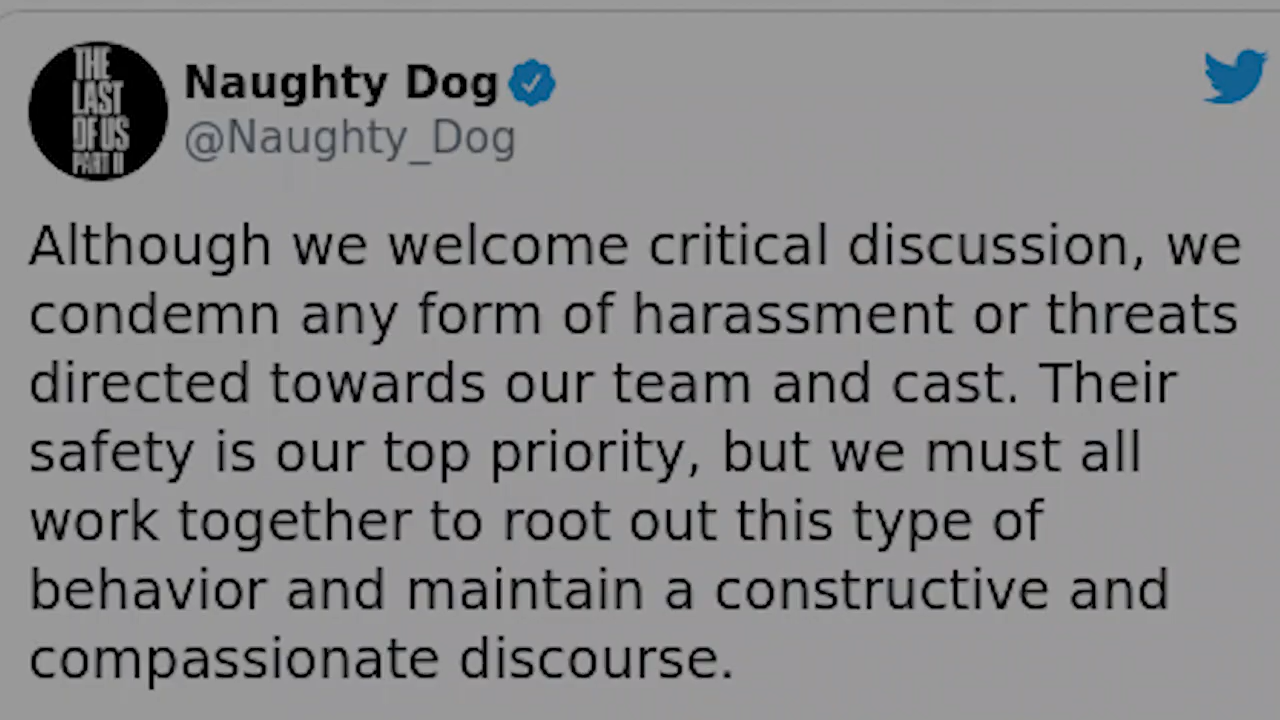 THE
LAST
OF US
PART II
Naughty Dog
@Naughty_Dog
Although we welcome critical discussion, we
condemn any form of harassment or threats
directed towards our team and cast. Their
safety is our top priority, but we must all
work together to root out this type of
behavior and maintain a constructive and
compassionate discourse.